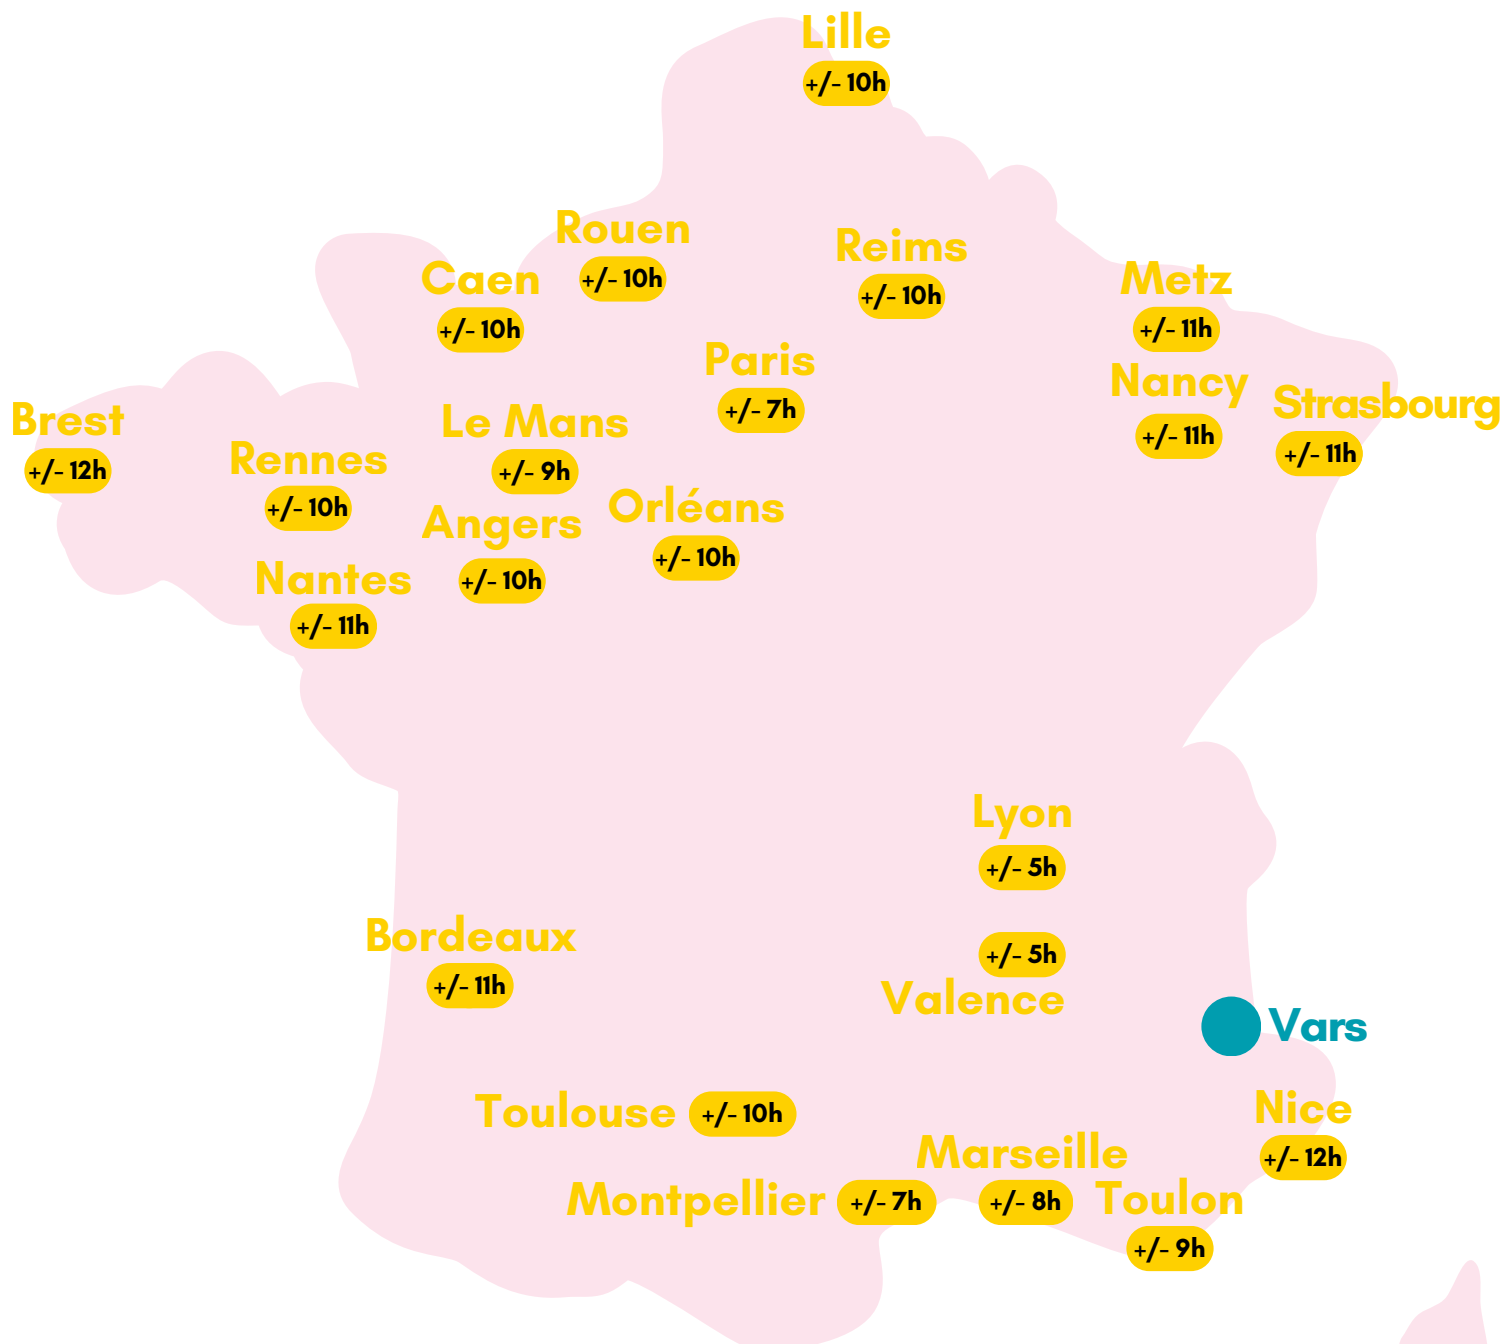 Lille
+/- 10h
Rouen
+/- 10h
Reims
+/- 10h
Caen
+/- 10h
Metz
+/- 11h
Paris
+/- 7h
Nancy
+/- 11h
Strasbourg
+/- 11h
Brest
+/- 12h
Le Mans
+/- 9h
Rennes
+/- 10h
Orléans
+/- 10h
Angers
+/- 10h
Nantes
+/- 11h
Lyon
+/- 5h
Bordeaux
+/- 11h
+/- 5h
Valence
Vars
Toulouse +/- 10h
Nice
+/- 12h
Marseille
+/- 8h
Montpellier +/- 7h
Toulon
+/- 9h